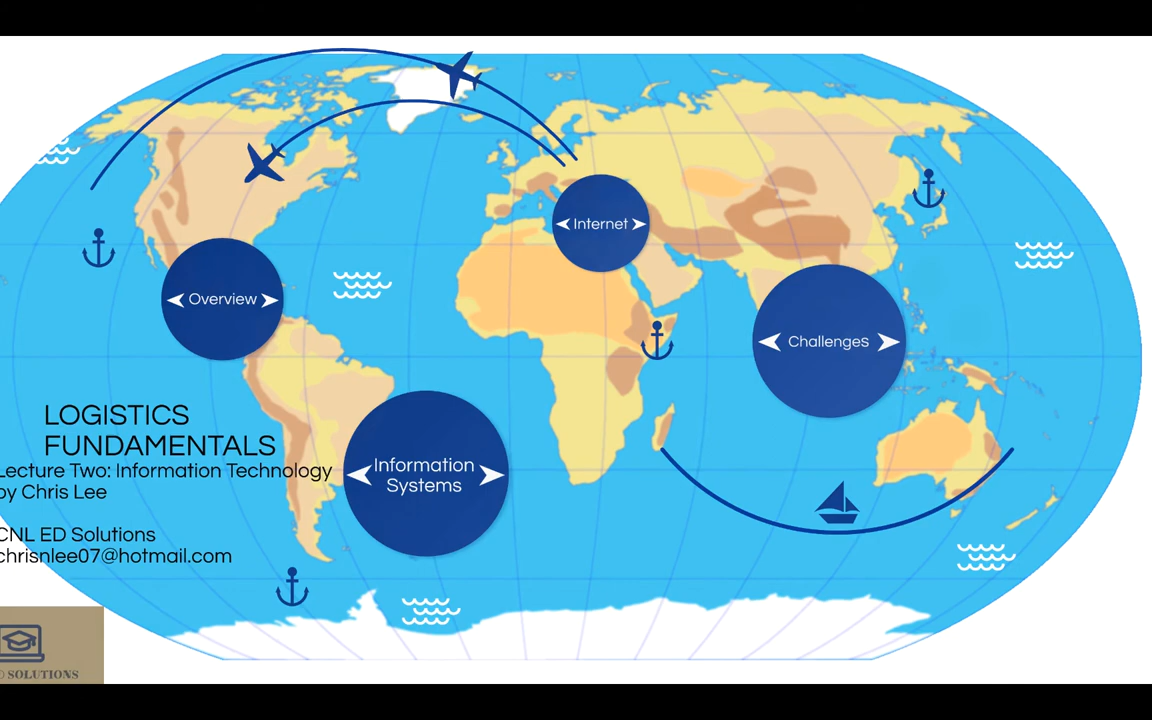 Internet
Overview
Challenges
LOGISTICS
FUNDAMENTALS
Lecture Two: Information Technology
by Chris Lee
Information
Systems
CNL ED Solutions
chrisnlee07@hotmail.com
SOLUTIONS